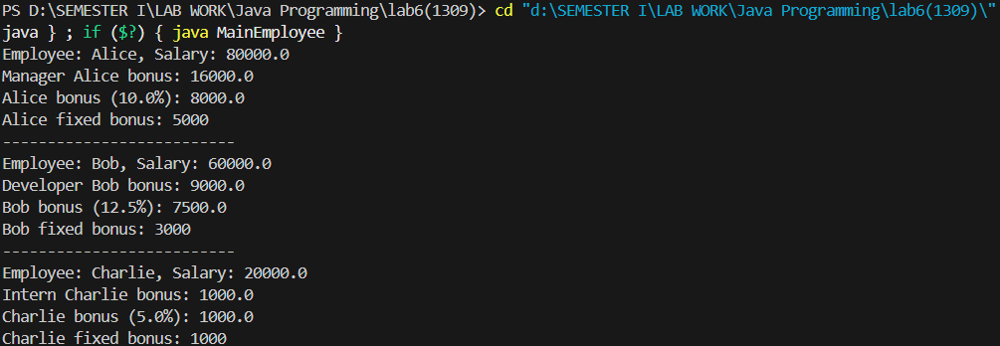 PS D:\SEMESTER I\LAB WORK\Java Programming\lab6(1309)> cd "d:\SEMESTER I\LAB WORK\Java Programming\lab6(1309)\"
java } ; if ($?) { java MainEmployee }
Employee: Alice, Salary: 80000.0
Manager Alice bonus: 16000.0
Alice bonus (10.0%): 8000.0
Alice fixed bonus: 5000
--------------------------
Employee: Bob, Salary: 60000.0
Developer Bob bonus: 9000.0
Bob bonus (12.5%): 7500.0
Bob fixed bonus: 3000
--------------------------
Employee: Charlie, Salary: 20000.0
Intern Charlie bonus: 1000.0
Charlie bonus (5.0%): 1000.0
Charlie fixed bonus: 1000